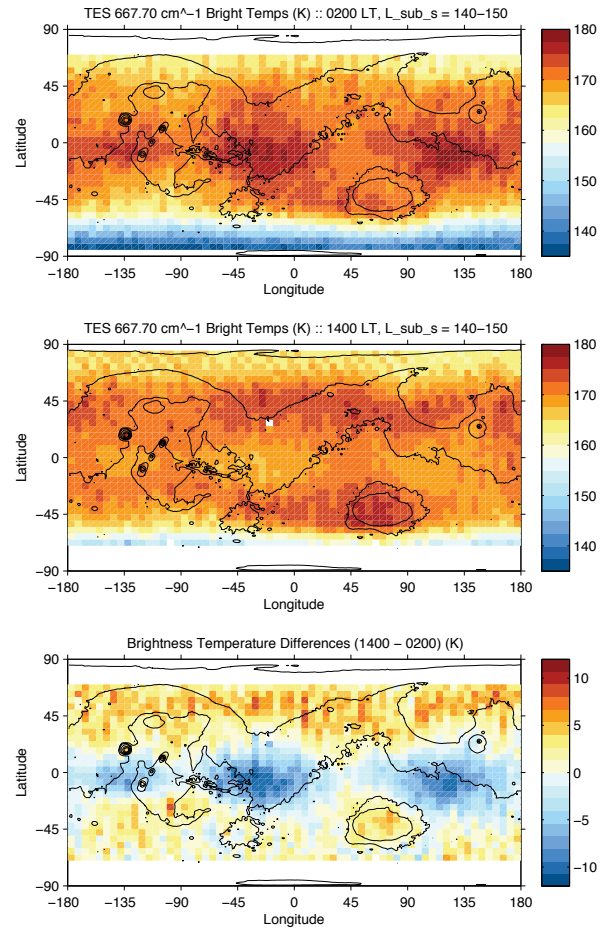 TES 667.70 cm^−1 Bright Temps (K) :: 0200 LT, L_sub_s = 140−150
90
45
0
−45
−90
Latitude
−180 −135 −90 −45 0 45 90 135 180
Longitude
180
170
160
150
140
TES 667.70 cm^−1 Bright Temps (K) :: 1400 LT, L_sub_s = 140−150
90
45
0
−45
−90
Latitude
−180 −135 −90 −45 0 45 90 135 180
Longitude
180
170
160
150
140
Brightness Temperature Differences (1400 − 0200) (K)
90
45
0
−45
−90
Latitude
−180 −135 −90 −45 0 45 90 135 180
Longitude
10
5
0
−5
−10